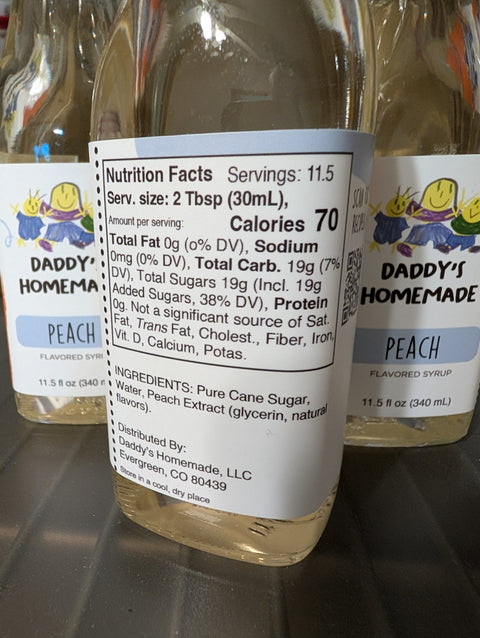 Nutrition Facts Servings: 11.5
Serv. size: 2 Tbsp (30mL),
Amount per serving: Calories 70
Total Fat 0g (0% DV), Sodium
0mg (0% DV), Total Carb. 19g (7%
DV), Total Sugars 19g (Incl. 19g
Added Sugars, 38% DV), Protein
0g. Not a significant source of Sat.
Fat, Trans Fat, Cholest., Fiber, Iron,
Vit. D, Calcium, Potas.
INGREDIENTS: Pure Cane Sugar,
Water, Peach Extract (glycerin, natural
flavors).
Distributed By:
Daddy's Homemade, LLC
Evergreen, CO 80439
Store in a cool, dry place
DADDY'S
HOMEMA
PEACH
FLAVORED SYR
11.5 fl oz (340 m
DADDY'S
HOMEMADE
PEACH
FLAVORED SYRUP
11.5 fl oz (340 mL)